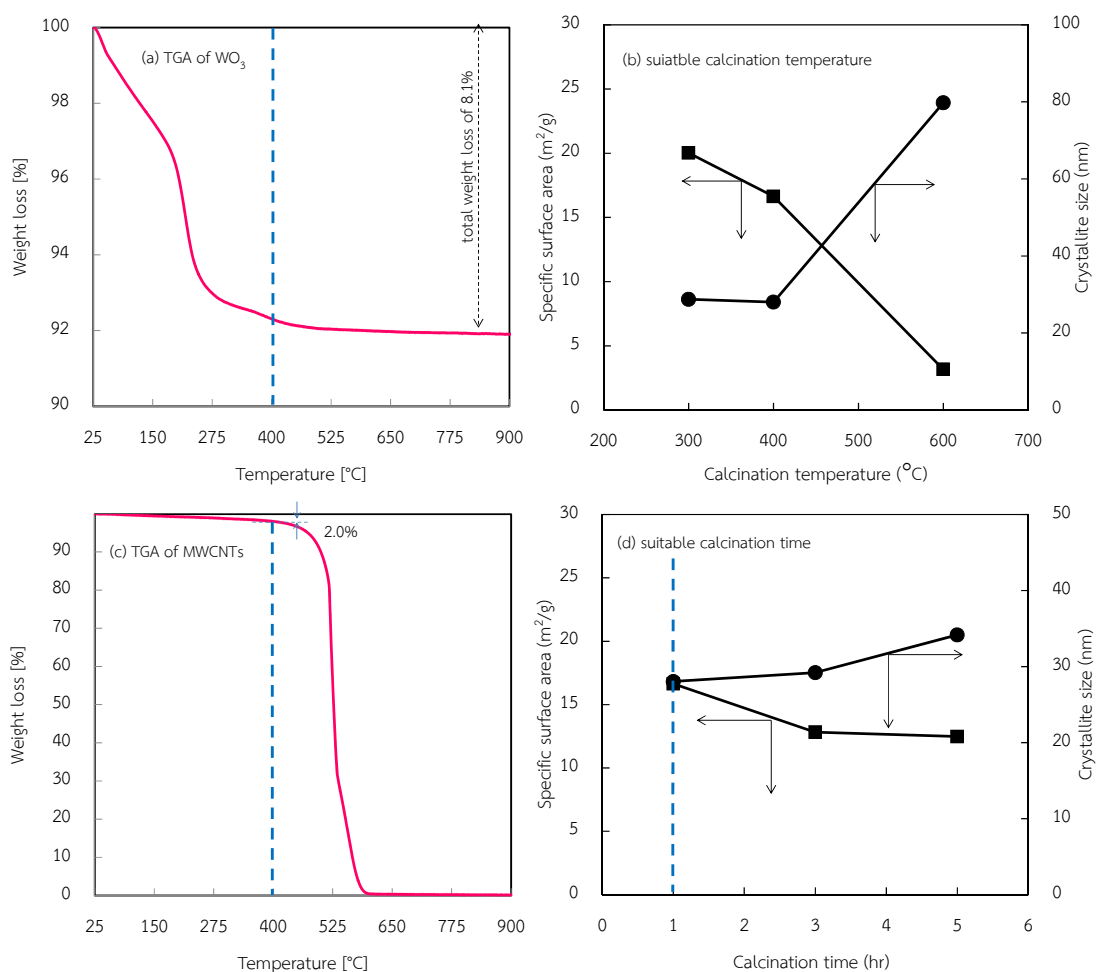 (a) TGA of WO₃
total weight loss of 8.1%
Weight loss [%]
100
98
96
94
92
90
25 150 275 400 525 650 775 900
Temperature [°C]
(b) suiatble calcination temperature
Specific surface area (m²/g)
30
25
20
15
10
5
0
Crystallite size (nm)
100
80
60
40
20
0
200 300 400 500 600 700
Calcination temperature (°C)
(c) TGA of MWCNTs
2.0%
Weight loss [%]
90
80
70
60
50
40
30
20
10
0
25 150 275 400 525 650 775 900
Temperature [°C]
(d) suitable calcination time
Specific surface area (m²/g)
30
25
20
15
10
5
0
Crystallite size (nm)
50
40
30
20
10
0
0 1 2 3 4 5 6
Calcination time (hr)